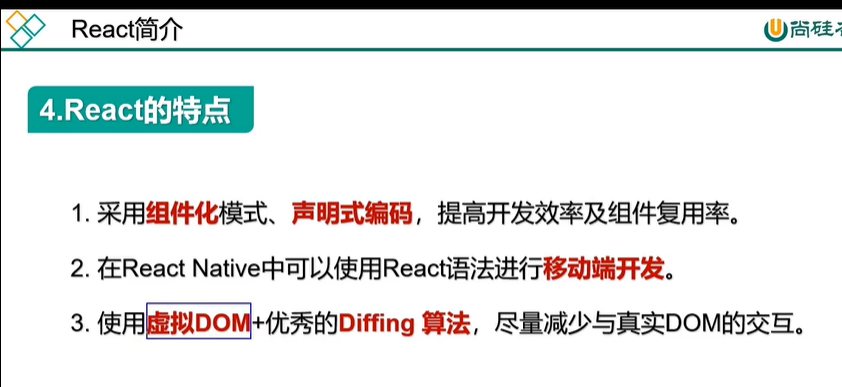 React简介
尚硅
4.React的特点
1. 采用组件化模式、声明式编码，提高开发效率及组件复用率。
2. 在React Native中可以使用React语法进行移动端开发。
3. 使用虚拟DOM+优秀的Diffing 算法，尽量减少与真实DOM的交互。